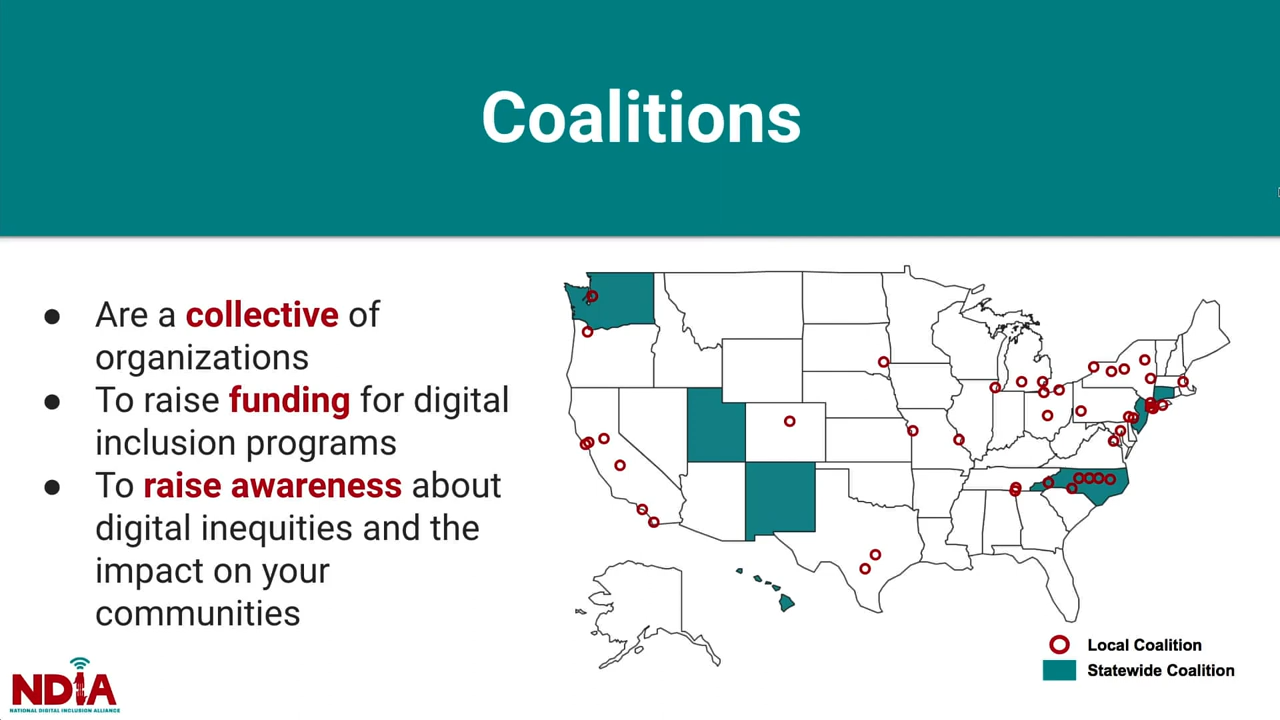 Coalitions
● Are a collective of
organizations
● To raise funding for digital
inclusion programs
● To raise awareness about
digital inequities and the
impact on your
communities
Local Coalition
Statewide Coalition
NDIA
NATIONAL DIGITAL INCLUSION ALLIANCE